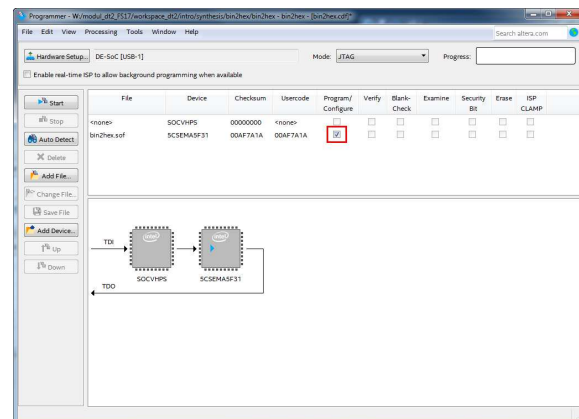 Programmer - W:/modul_dt2_FS17/workspace_dt2/intro/synthesis/bin2hex/bin2hex - bin2hex - [bin2hex.cdf]*
File Edit View Processing Tools Window Help
Search altera.com
Hardware Setup... DE-SoC [USB-1] Mode: JTAG Progress:
Enable real-time ISP to allow background programming when available
Start
Stop
Auto Detect
Delete
Add File...
Change File...
Save File
Add Device...
Up
Down
File Device Checksum Usercode Program/ Verify Blank- Examine Security Erase ISP
Configure Check Bit CLAMP
<none> SOCVHPS 00000000 <none>
bin2hex.sof 5CSEMA5F31 00AF7A1A 00AF7A1A
TDI
intel intel
SOCVHPS 5CSEMA5F31
TDO